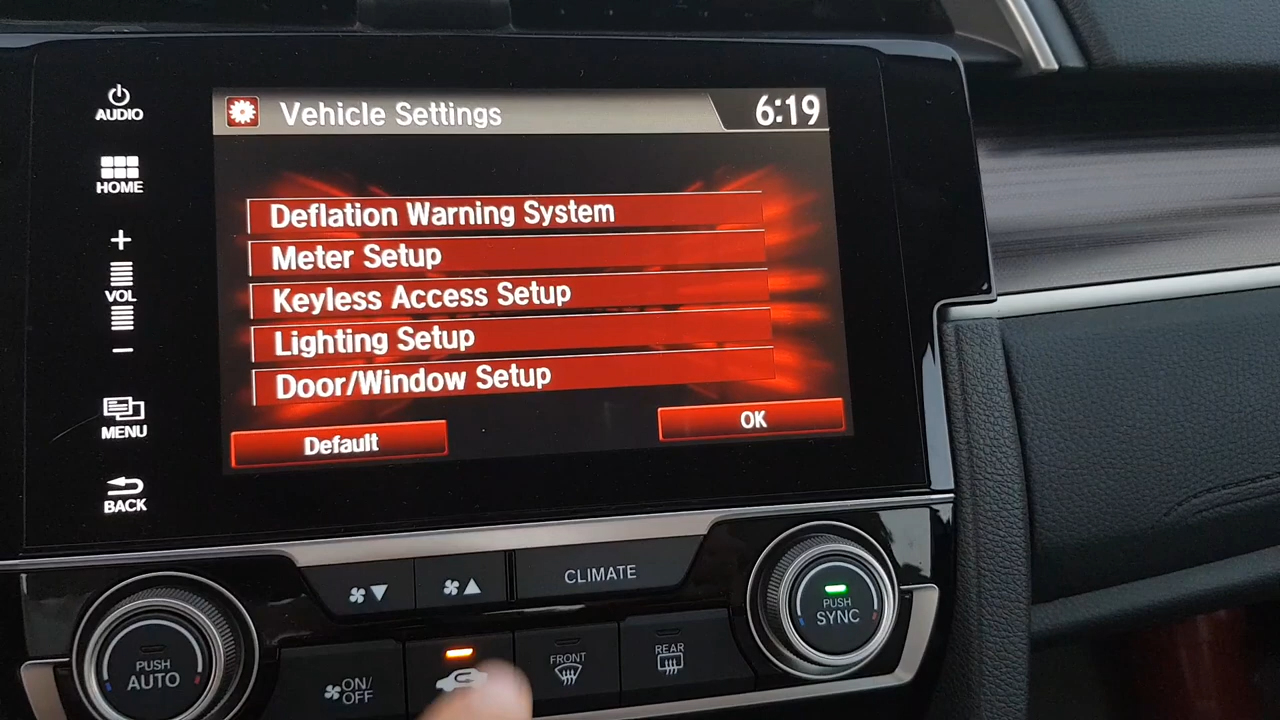 AUDIO
HOME
+
VOL
−
MENU
BACK
Vehicle Settings
6:19
Deflation Warning System
Meter Setup
Keyless Access Setup
Lighting Setup
Door/Window Setup
Default
OK
CLIMATE
PUSH
AUTO
ON/
OFF
FRONT
REAR
PUSH
SYNC